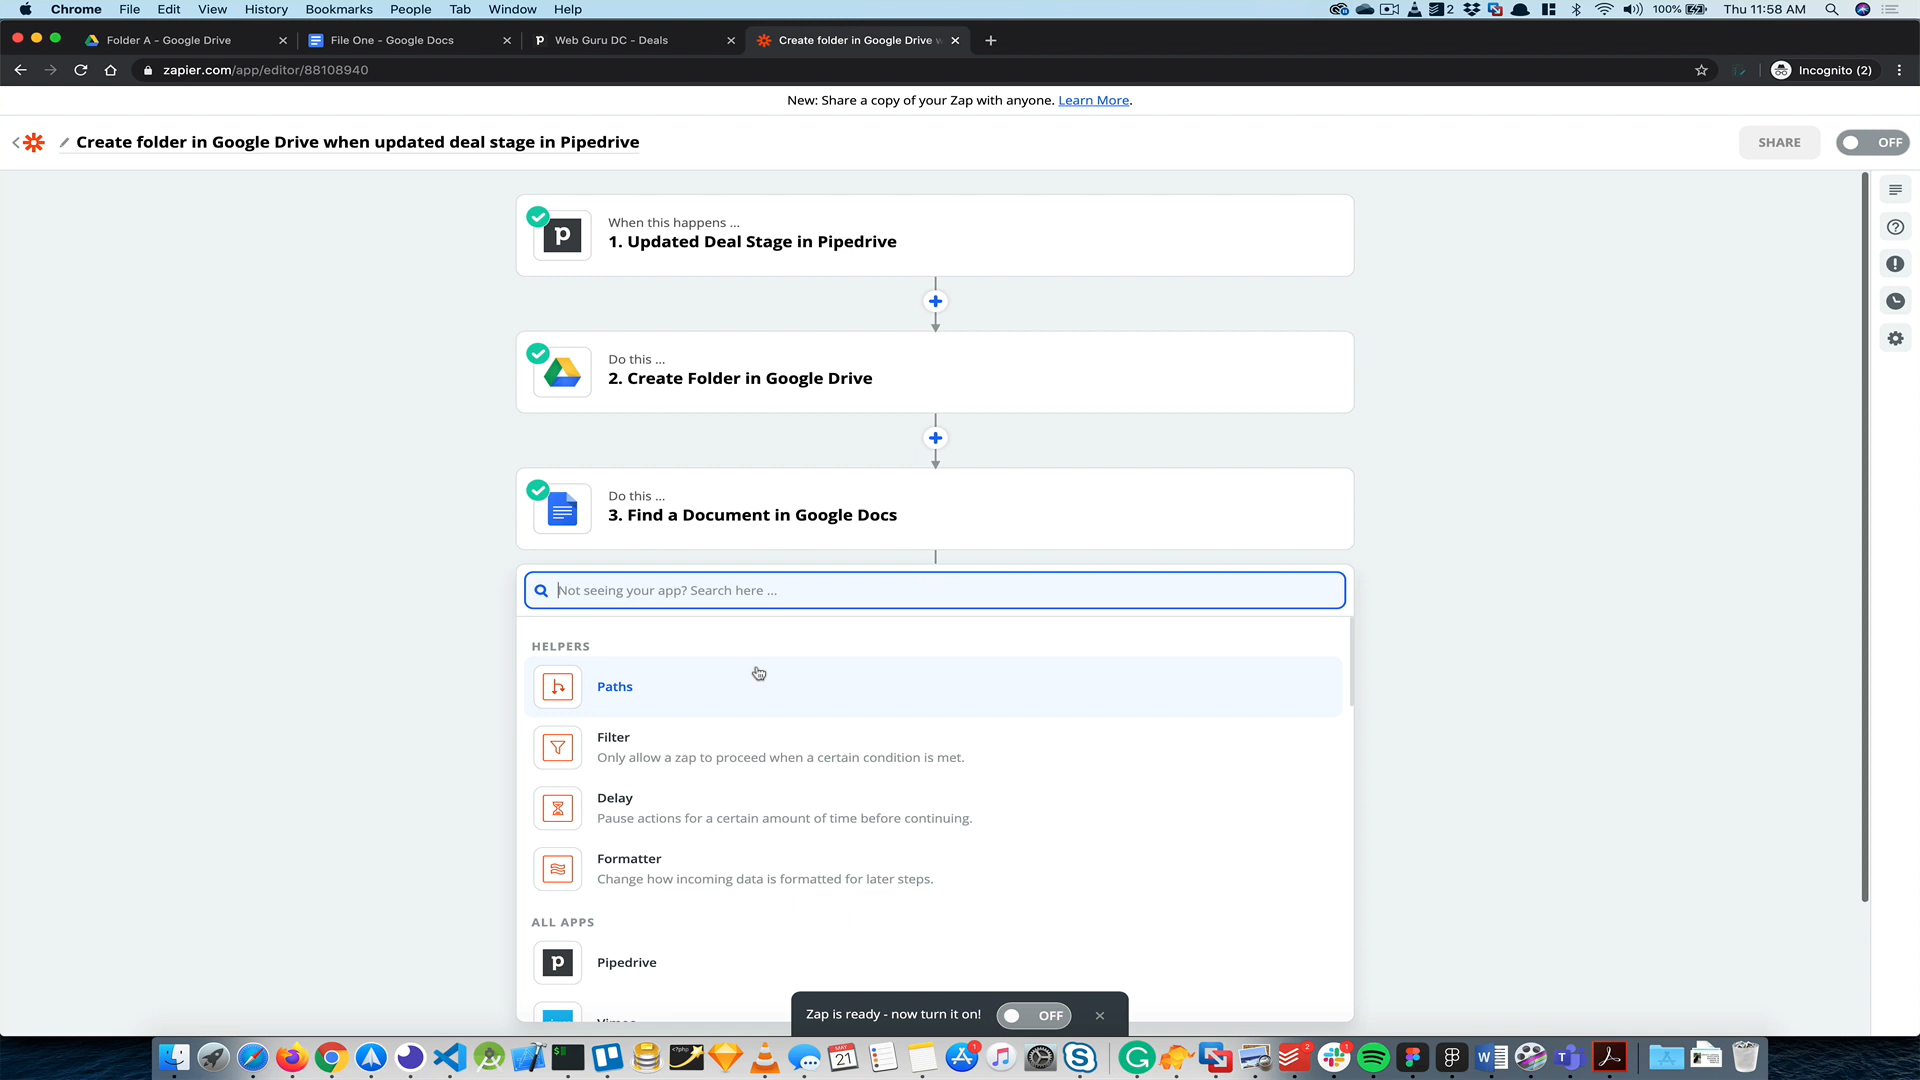 Chrome File Edit View History Bookmarks People Tab Window Help 2 100% Thu 11:58 AM
Folder A - Google Drive File One - Google Docs Web Guru DC - Deals Create folder in Google Drive
zapier.com/app/editor/88108940 Incognito (2)
New: Share a copy of your Zap with anyone. Learn More.
Create folder in Google Drive when updated deal stage in Pipedrive SHARE OFF
When this happens ...
1. Updated Deal Stage in Pipedrive
Do this ...
2. Create Folder in Google Drive
Do this ...
3. Find a Document in Google Docs
Not seeing your app? Search here ...
HELPERS
Paths
Filter
Only allow a zap to proceed when a certain condition is met.
Delay
Pause actions for a certain amount of time before continuing.
Formatter
Change how incoming data is formatted for later steps.
ALL APPS
Pipedrive
Zap is ready - now turn it on! OFF